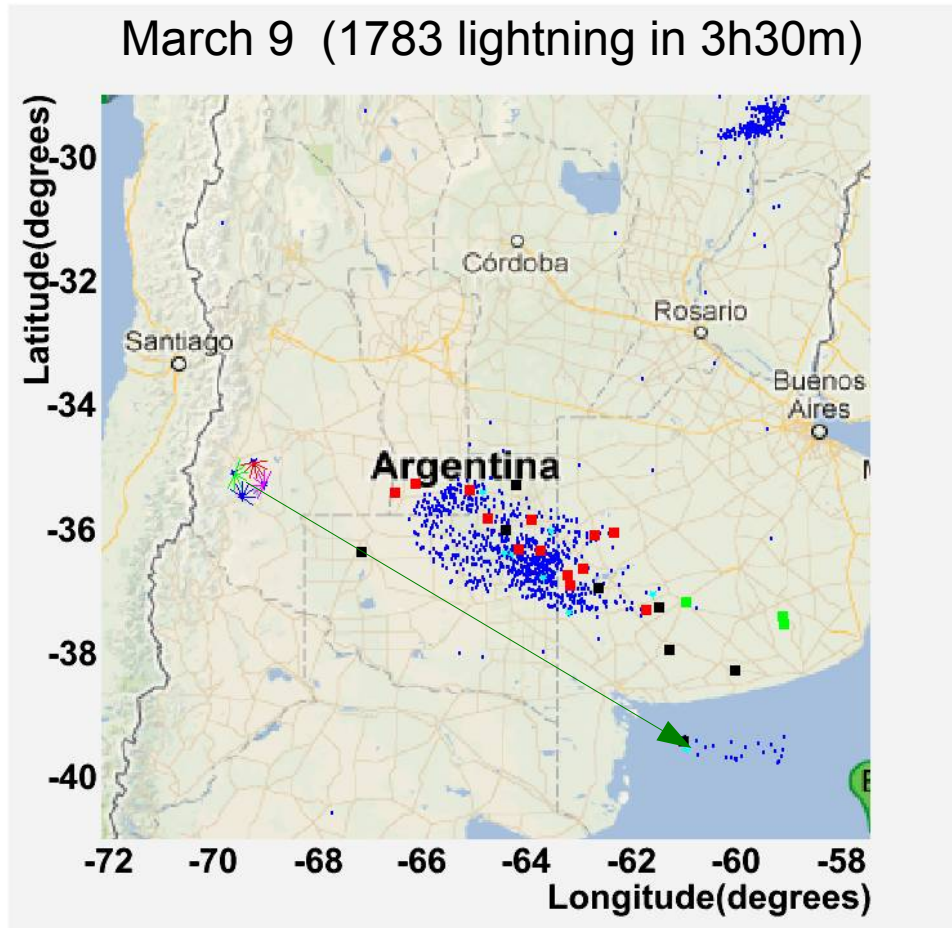 March 9  (1783 lightning in 3h30m)
Latitude(degrees)
-30
-32
-34
-36
-38
-40
Córdoba
Rosario
Santiago
Buenos
Aires
Argentina
-72
-70
-68
-66
-64
-62
-60
-58
Longitude(degrees)